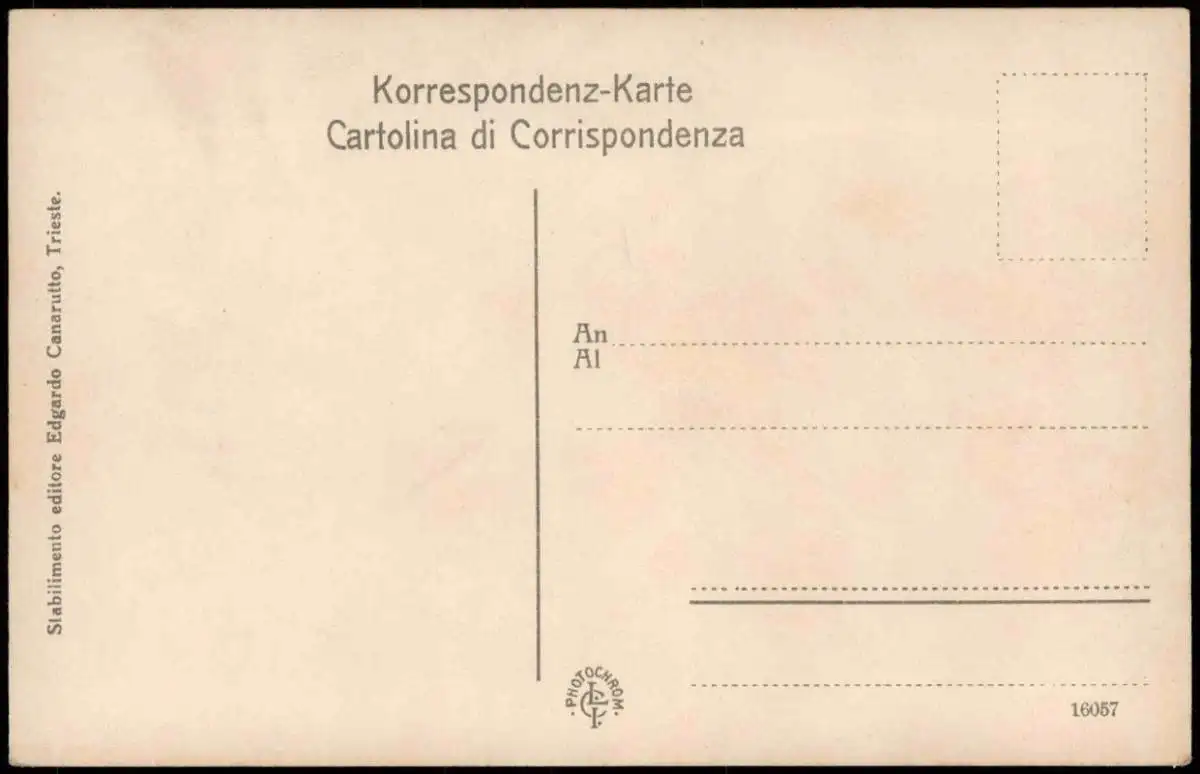 Korrespondenz-Karte
Cartolina di Corrispondenza
Stabilimento editore Edgardo Canarutto, Trieste.
An
Al
PHOTOCHROM
16057